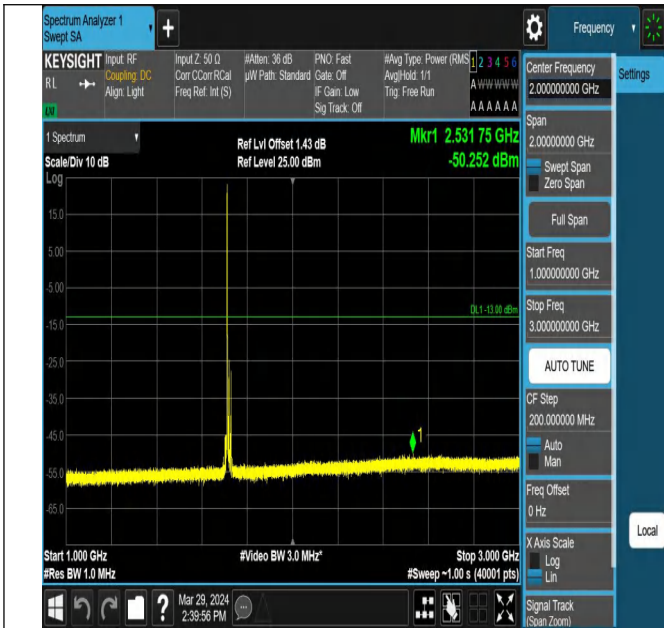 Spectrum Analyzer 1
Swept SA
+
Frequency
KEYSIGHT
RL
LXI
Input: RF
Coupling: DC
Align: Light
Input Z: 50 Ω
Corr CCorr RCal
Freq Ref: Int (S)
#Atten: 36 dB
µW Path: Standard
PNO: Fast
Gate: Off
IF Gain: Low
Sig Track: Off
#Avg Type: Power (RMS
Avg|Hold: 1/1
Trig: Free Run
1 2 3 4 5 6
A W W W W W
A A A A A A
1 Spectrum
Scale/Div 10 dB
Log
Ref Lvl Offset 1.43 dB
Ref Level 25.00 dBm
Mkr1 2.531 75 GHz
-50.252 dBm
15.0
5.00
-5.00
DL1 -13.00 dBm
-15.0
-25.0
-35.0
-45.0
1
-55.0
-65.0
Start 1.000 GHz
#Res BW 1.0 MHz
#Video BW 3.0 MHz*
Stop 3.000 GHz
#Sweep ~1.00 s (40001 pts)
?
Mar 29, 2024
2:39:56 PM
Center Frequency
2.000000000 GHz
Settings
Span
2.00000000 GHz
Swept Span
Zero Span
Full Span
Start Freq
1.000000000 GHz
Stop Freq
3.000000000 GHz
AUTO TUNE
CF Step
200.000000 MHz
Auto
Man
Freq Offset
0 Hz
Local
X Axis Scale
Log
Lin
Signal Track
(Span Zoom)